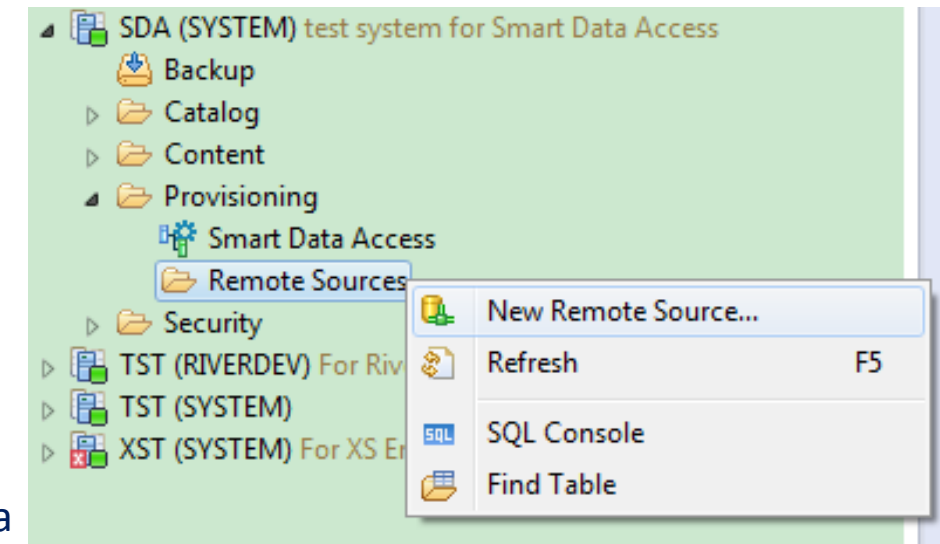 SDA (SYSTEM) test system for Smart Data Access
Backup
Catalog
Content
Provisioning
Smart Data Access
Remote Sources
New Remote Source...
Security
TST (RIVERDEV) For Riv
Refresh F5
TST (SYSTEM)
SQL Console
XST (SYSTEM) For XS
Find Table
a